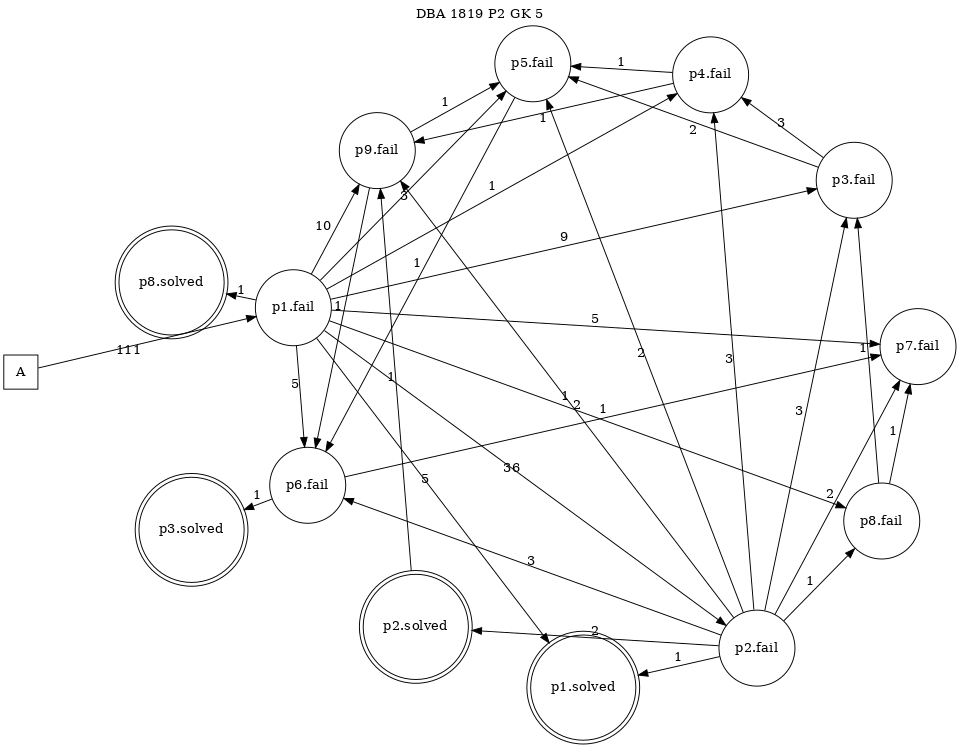 DBA 1819 P2 GK 5
p5.fail
p4.fail
1
1
3
p9.fail
1
2
p3.fail
3
1
10
9
1
p8.solved
1
p1.fail
1
5
p7.fail
111
1
2
3
A
5
1
1
2
1
3
1
36
5
p6.fail
1
2
p3.solved
p8.fail
3
1
p2.solved
2
p2.fail
1
p1.solved